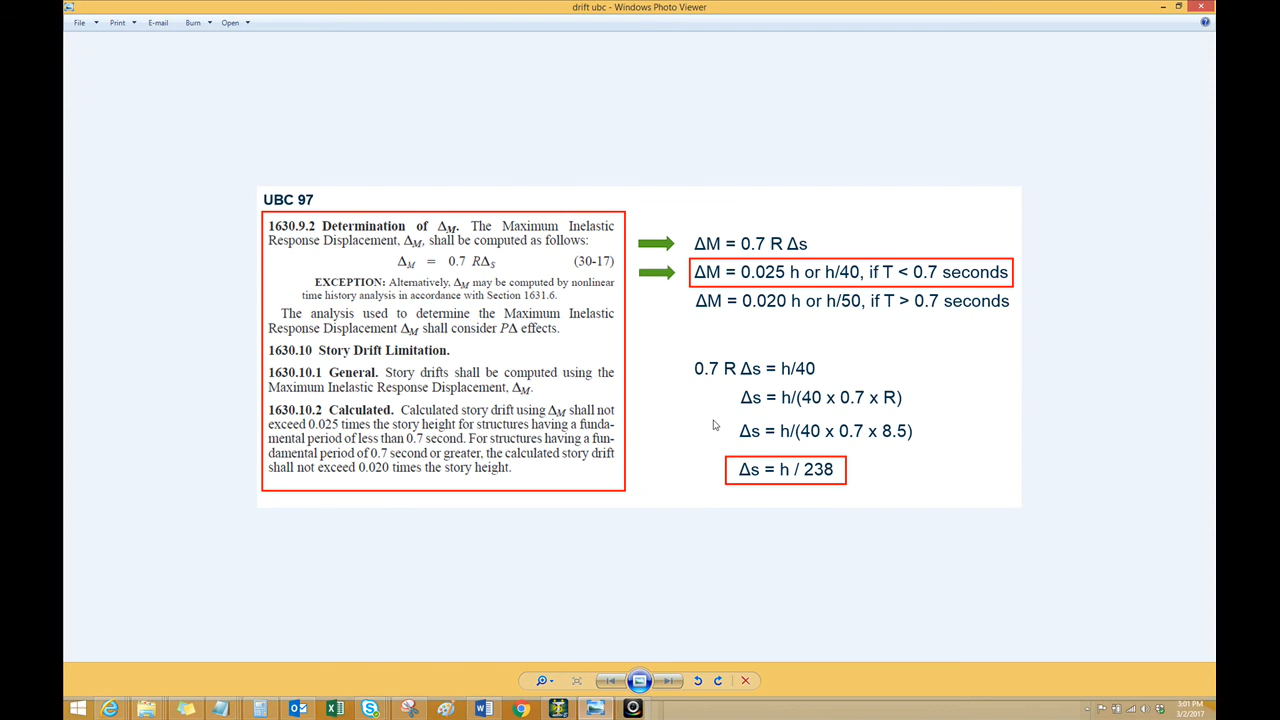 drift ubc - Windows Photo Viewer
File Print E-mail Burn Open
UBC 97
1630.9.2 Determination of ΔM. The Maximum Inelastic
Response Displacement, ΔM, shall be computed as follows:
ΔM = 0.7 RΔS (30-17)
EXCEPTION: Alternatively, ΔM may be computed by nonlinear
time history analysis in accordance with Section 1631.6.
The analysis used to determine the Maximum Inelastic
Response Displacement ΔM shall consider PΔ effects.
1630.10 Story Drift Limitation.
1630.10.1 General. Story drifts shall be computed using the
Maximum Inelastic Response Displacement, ΔM.
1630.10.2 Calculated. Calculated story drift using ΔM shall not
exceed 0.025 times the story height for structures having a funda-
mental period of less than 0.7 second. For structures having a fun-
damental period of 0.7 second or greater, the calculated story drift
shall not exceed 0.020 times the story height.
ΔM = 0.7 R Δs
ΔM = 0.025 h or h/40, if T < 0.7 seconds
ΔM = 0.020 h or h/50, if T > 0.7 seconds
0.7 R Δs = h/40
Δs = h/(40 x 0.7 x R)
Δs = h/(40 x 0.7 x 8.5)
Δs = h / 238
3:01 PM
3/2/2017